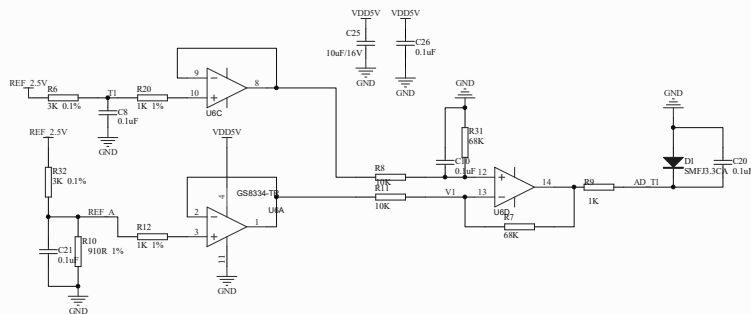 VDD5V
VDD5V
C25
10uF/16V
C26
0.1uF
GND
GND
REF_2.5V
R6
3K 0.1%
T1
C8
0.1uF
GND
R20
1K 1%
9
10
8
U6C
REF_2.5V
R32
3K 0.1%
REF_A
C21
0.1uF
R10
910R 1%
GND
R12
1K 1%
VDD5V
GS8334-TR
4
2
3
1
U6A
11
GND
GND
R31
68K
C10
0.1uF
R8
10K
R11
10K
V1
12
13
14
U6D
R7
68K
R9
1K
AD_T1
GND
D1
SMFJ3.3CA
C20
0.1uF